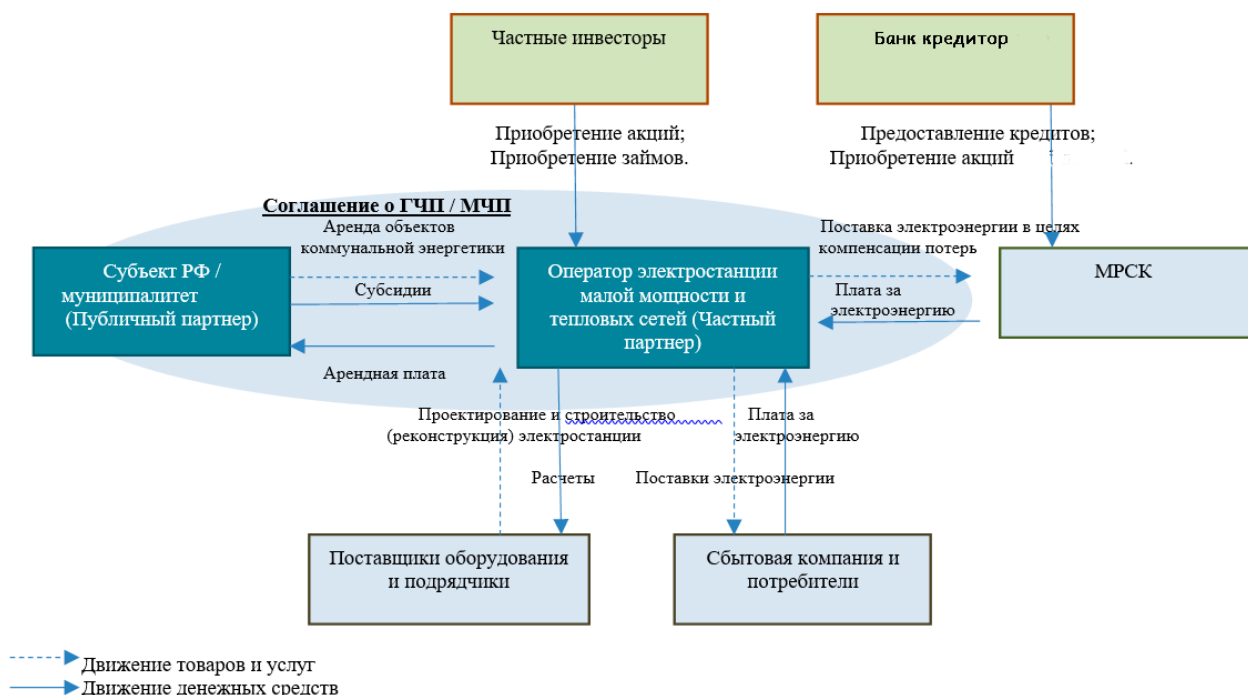 Частные инвесторы
Банк кредитор
Приобретение акций;
Приобретение займов.
Предоставление кредитов;
Приобретение акций
Соглашение о ГЧП / МЧП
Аренда объектов
коммунальной энергетики
Поставка электроэнергии в целях
компенсации потерь
Субъект РФ /
муниципалитет
(Публичный партнер)
Субсидии
Арендная плата
Оператор электростанции
малой мощности и
тепловых сетей (Частный
партнер)
Плата за
электроэнергию
МРСК
Проектирование и строительство
(реконструкция) электростанции
Плата за
электроэнергию
Расчеты
Поставки электроэнергии
Поставщики оборудования
и подрядчики
Сбытовая компания и
потребители
Движение товаров и услуг
Движение денежных средств